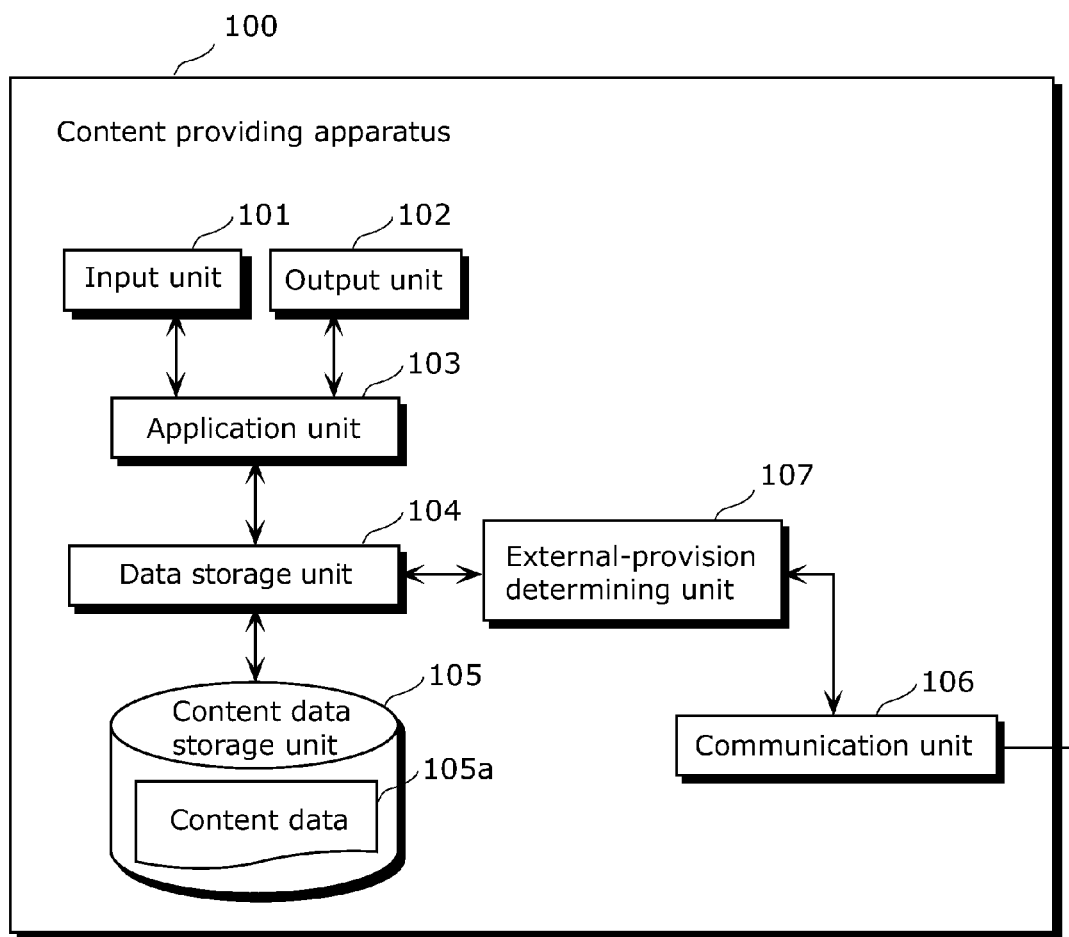 100
Content providing apparatus
101
102
Input unit
Output unit
103
Application unit
104
107
Data storage unit
External-provision
determining unit
105
106
Content data
storage unit
Communication unit
105a
Content data